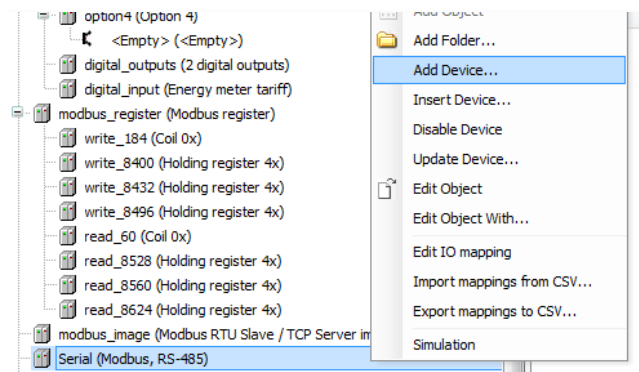 option4 (Option 4)
<Empty> (<Empty>)
digital_outputs (2 digital outputs)
digital_input (Energy meter tariff)
modbus_register (Modbus register)
write_184 (Coil 0x)
write_8400 (Holding register 4x)
write_8432 (Holding register 4x)
write_8496 (Holding register 4x)
read_60 (Coil 0x)
read_8528 (Holding register 4x)
read_8560 (Holding register 4x)
read_8624 (Holding register 4x)
modbus_image (Modbus RTU Slave / TCP Server im
Serial (Modbus, RS-485)
Add Object
Add Folder...
Add Device...
Insert Device...
Disable Device
Update Device...
Edit Object
Edit Object With...
Edit IO mapping
Import mappings from CSV...
Export mappings to CSV...
Simulation